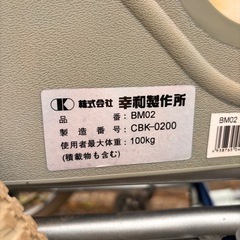 株式会社 幸和製作所
品 番: BM02
製 造 番 号: CBK-0200
使用者最大体重: 100kg
(積載物も含む)
BM02